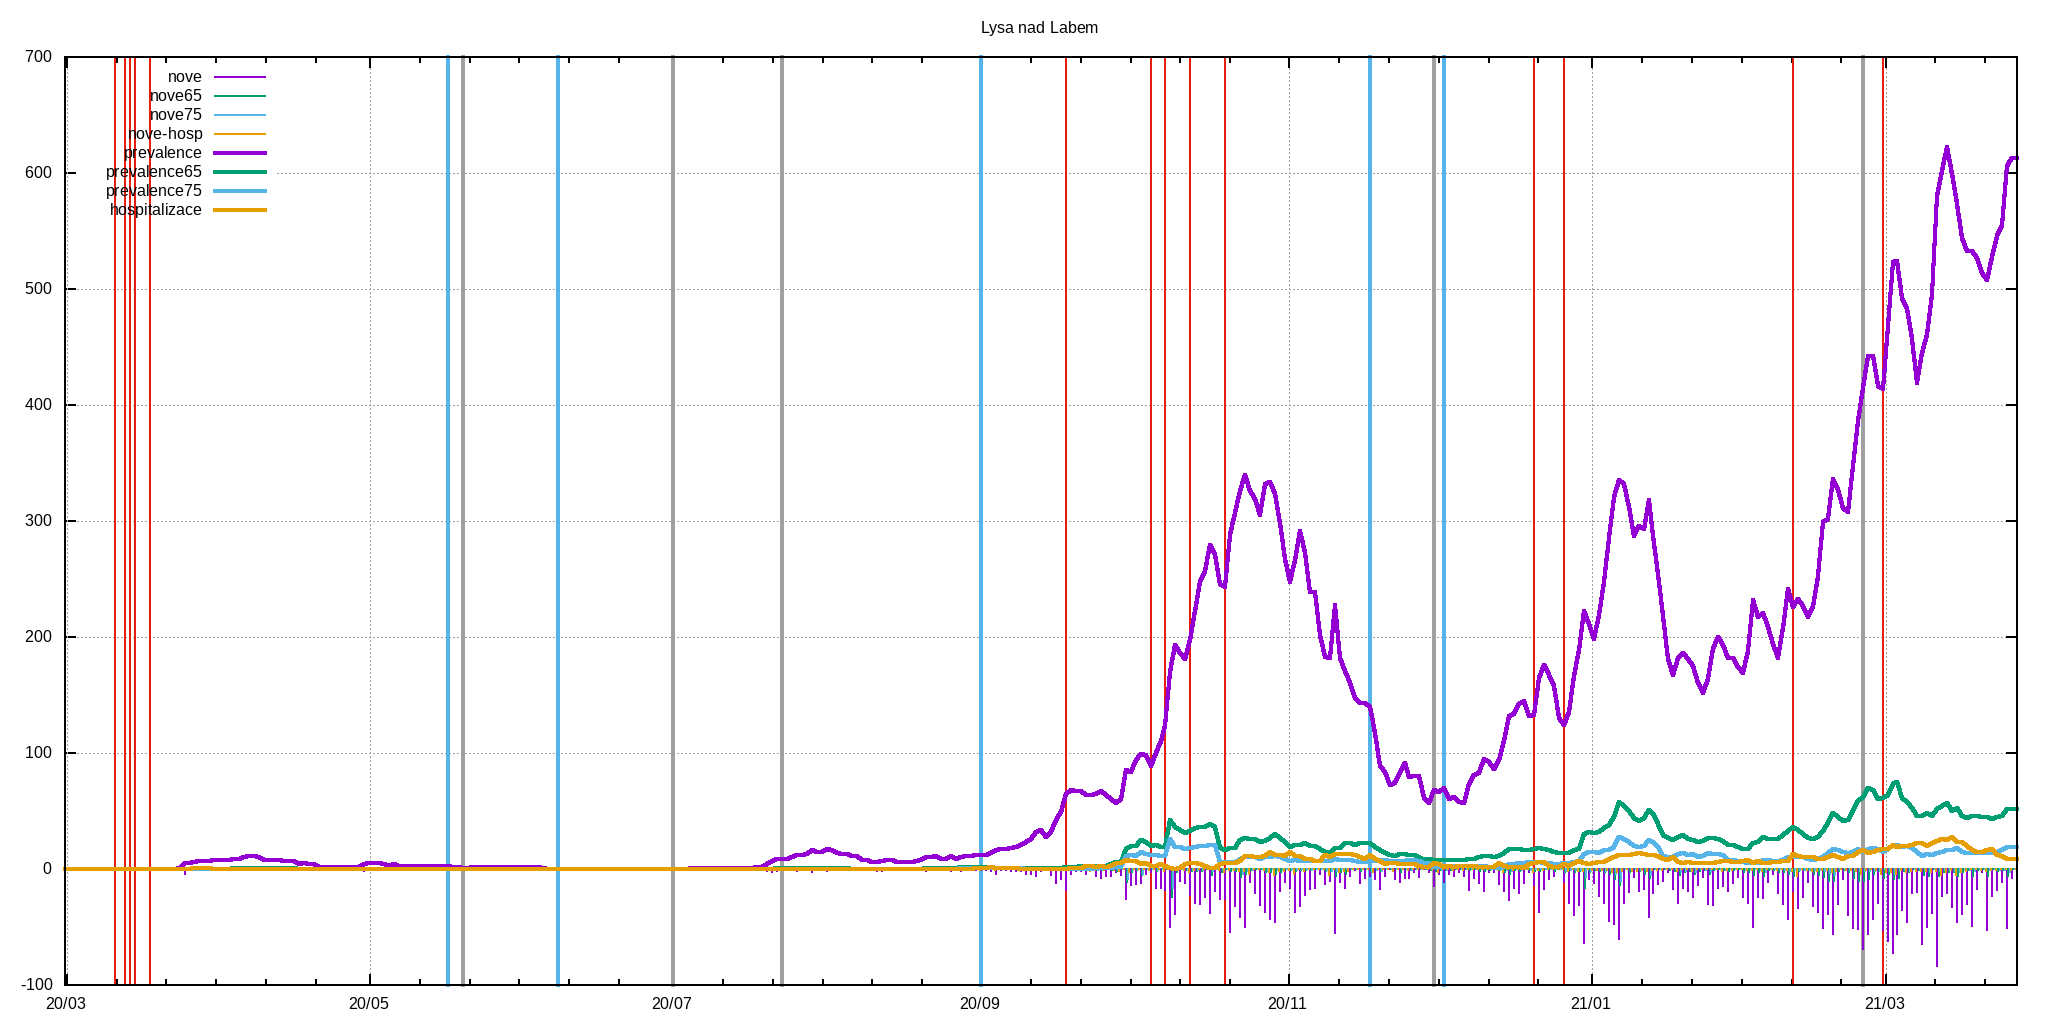 Lysa nad Labem
700
600
500
400
300
200
100
0
-100
nove
nove65
nove75
nove-hosp
prevalence
prevalence65
prevalence75
hospitalizace
20/03 20/05 20/07 20/09 20/11 21/01 21/03